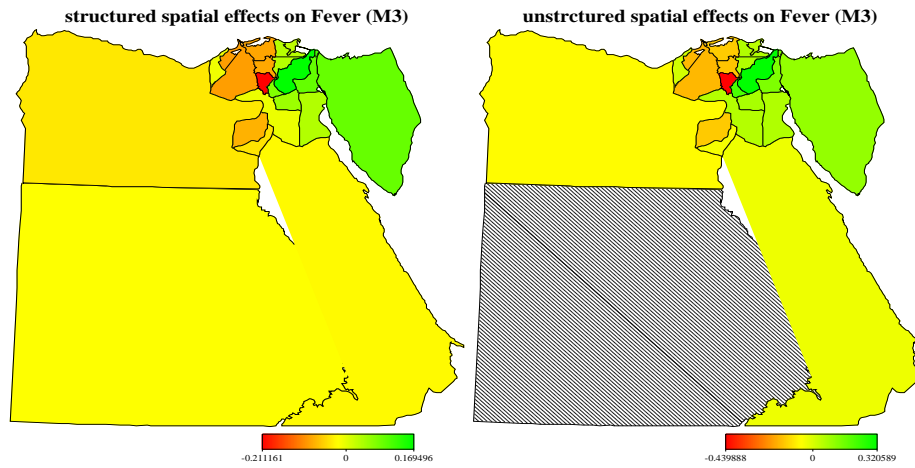 structured spatial effects on Fever (M3)
unstrctured spatial effects on Fever (M3)
-0.211161 0 0.169496
-0.439888 0 0.320589